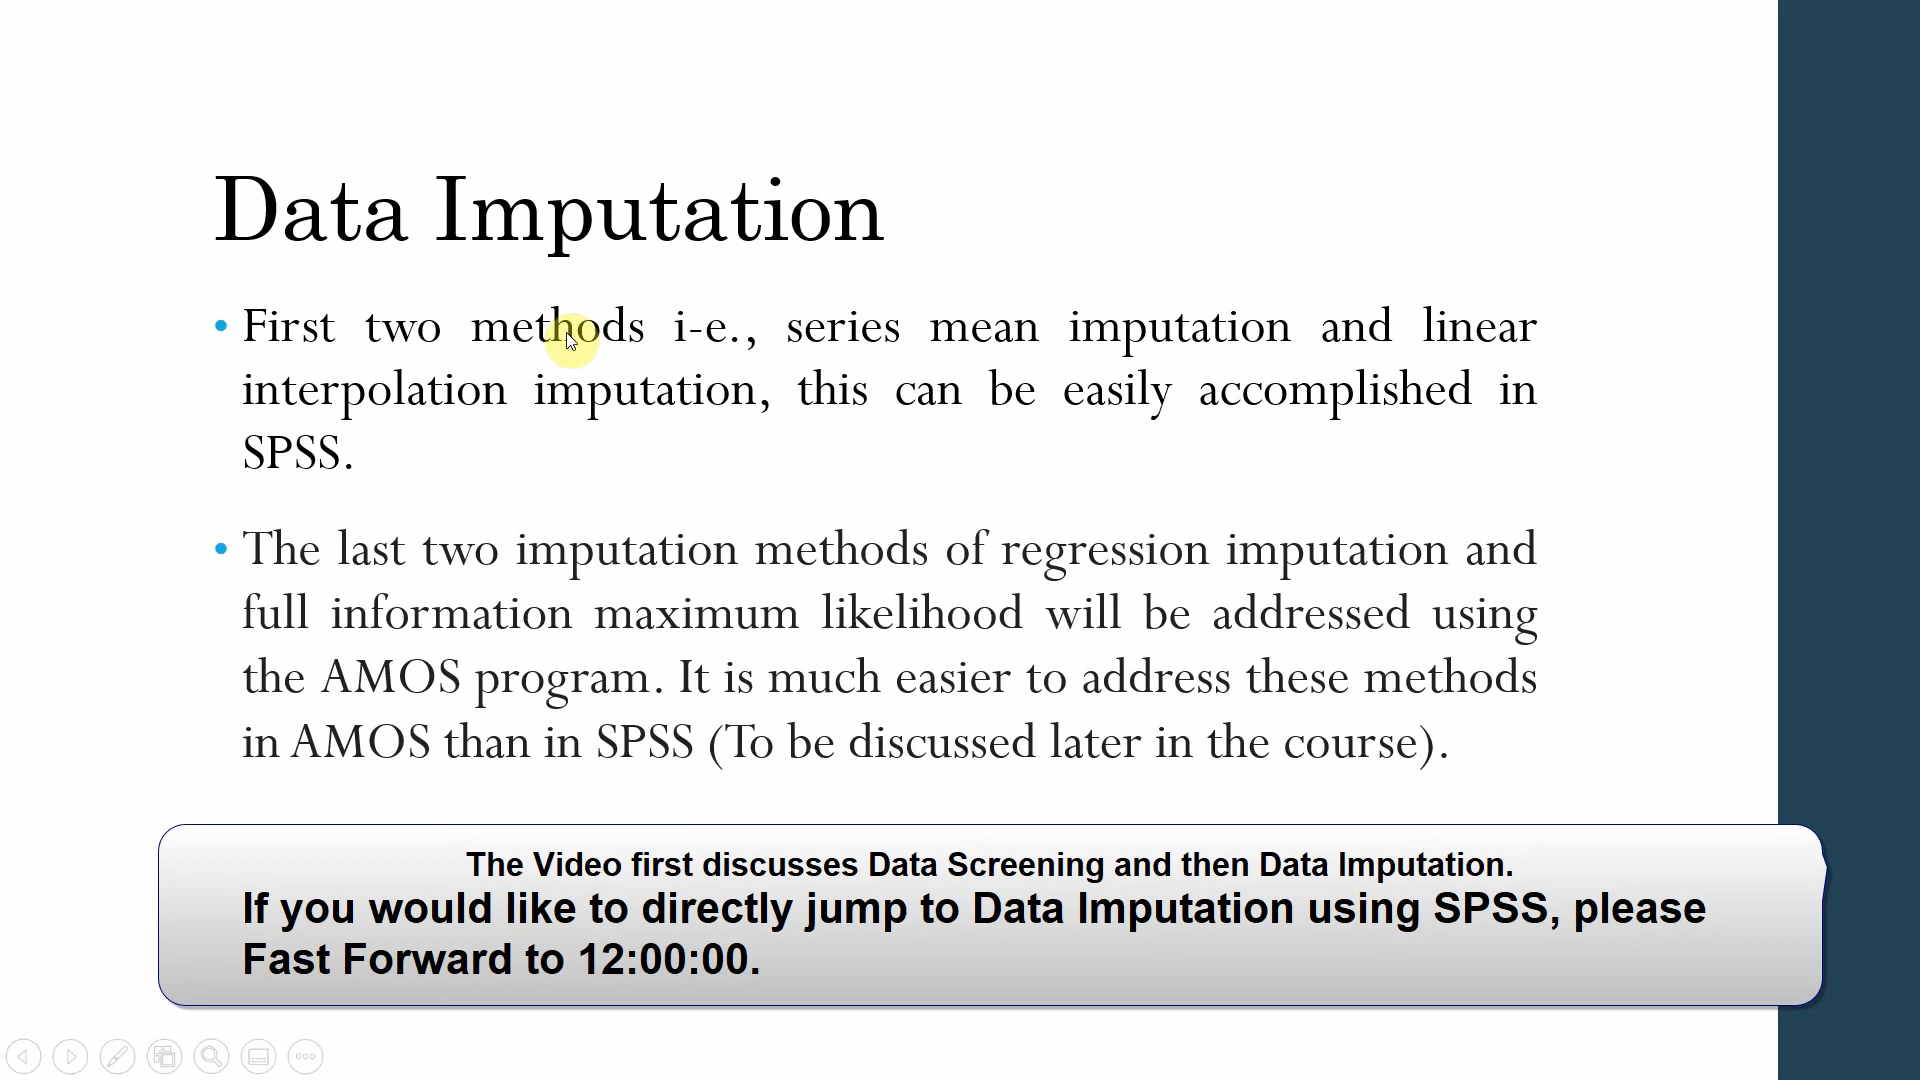 Data Imputation
• First two methods i-e., series mean imputation and linear
interpolation imputation, this can be easily accomplished in
SPSS.
• The last two imputation methods of regression imputation and
full information maximum likelihood will be addressed using
the AMOS program. It is much easier to address these methods
in AMOS than in SPSS (To be discussed later in the course).
The Video first discusses Data Screening and then Data Imputation.
If you would like to directly jump to Data Imputation using SPSS, please
Fast Forward to 12:00:00.